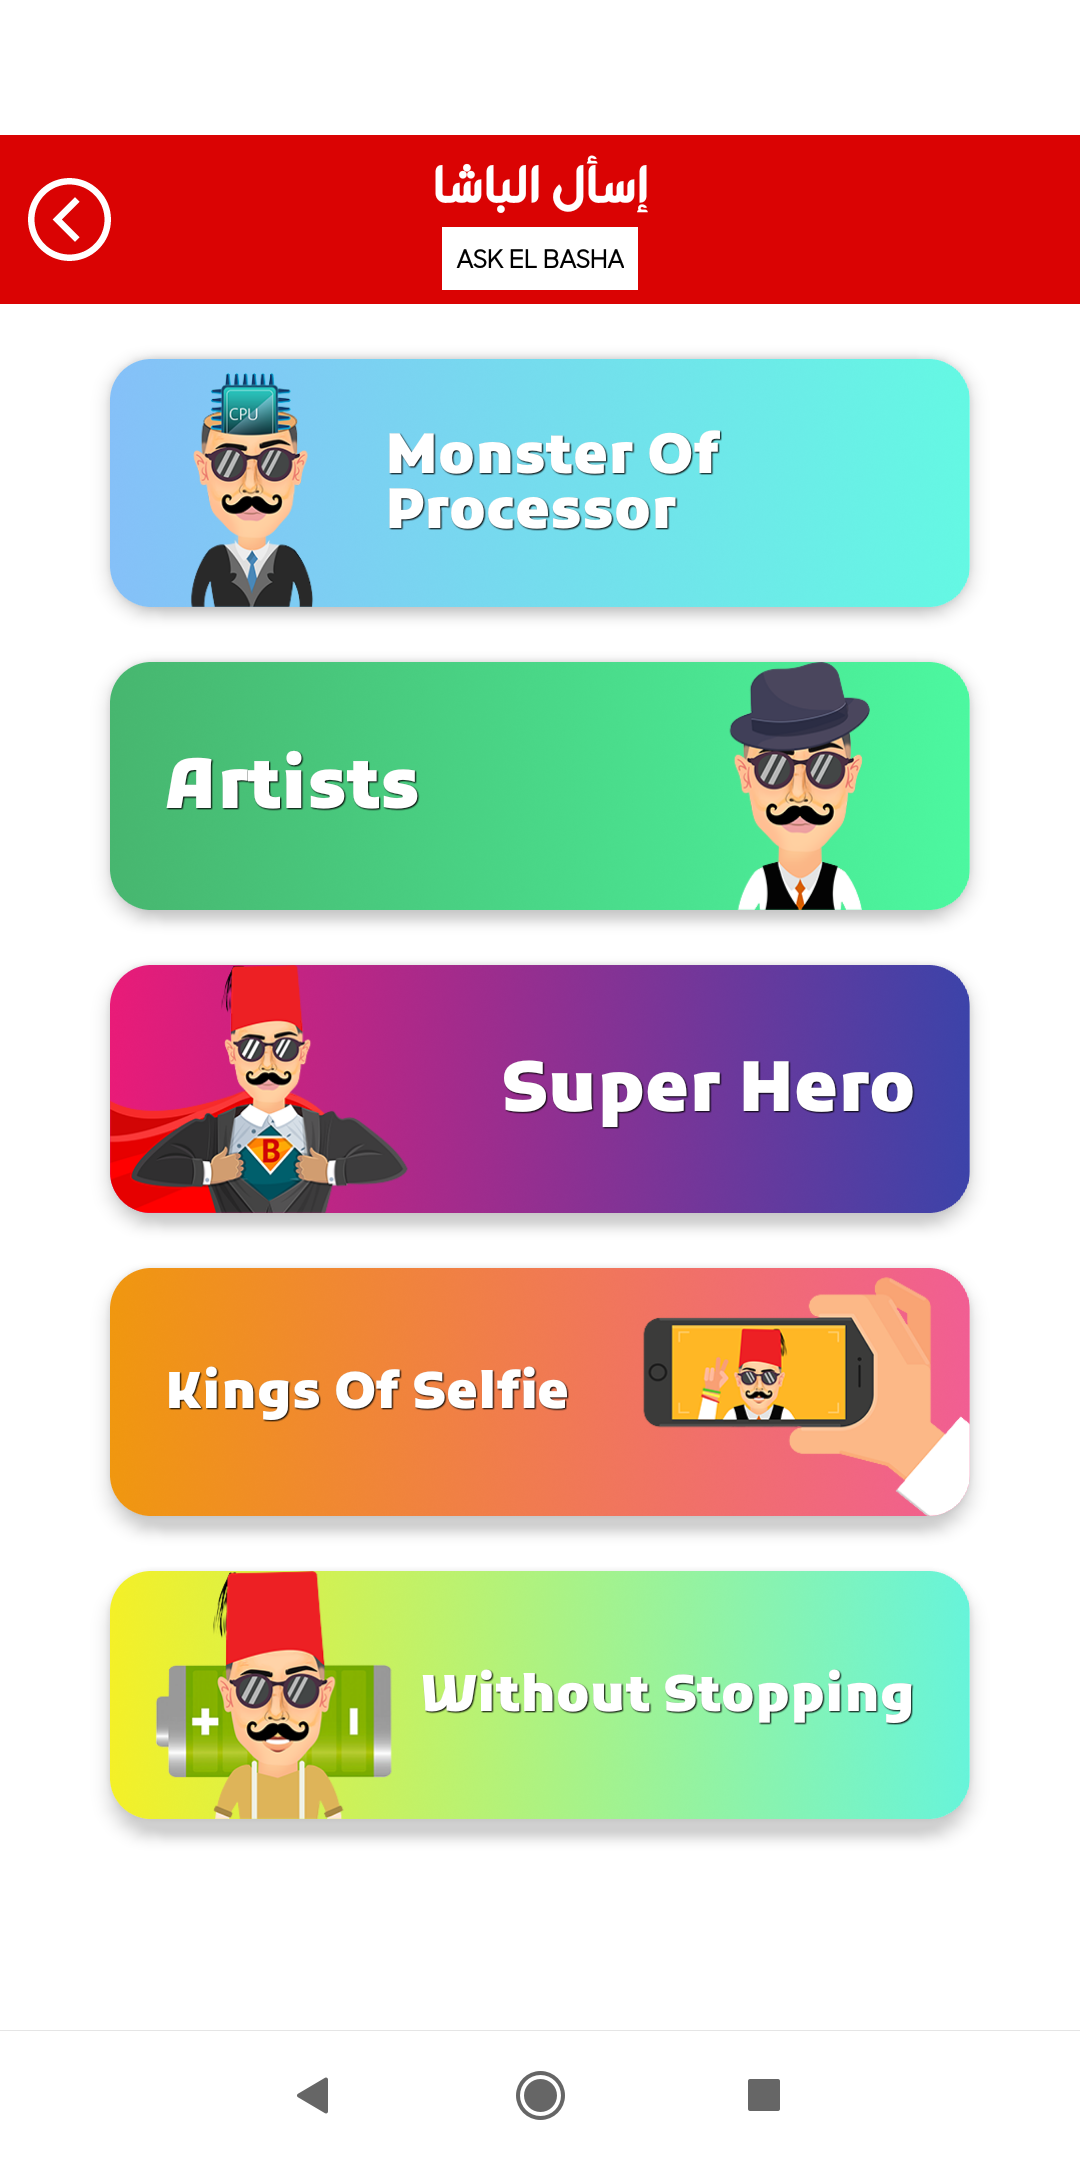 إسأل الباشا
ASK EL BASHA
CPU
Monster Of
Processor
Artists
B
Super Hero
Kings Of Selfie
Without Stopping